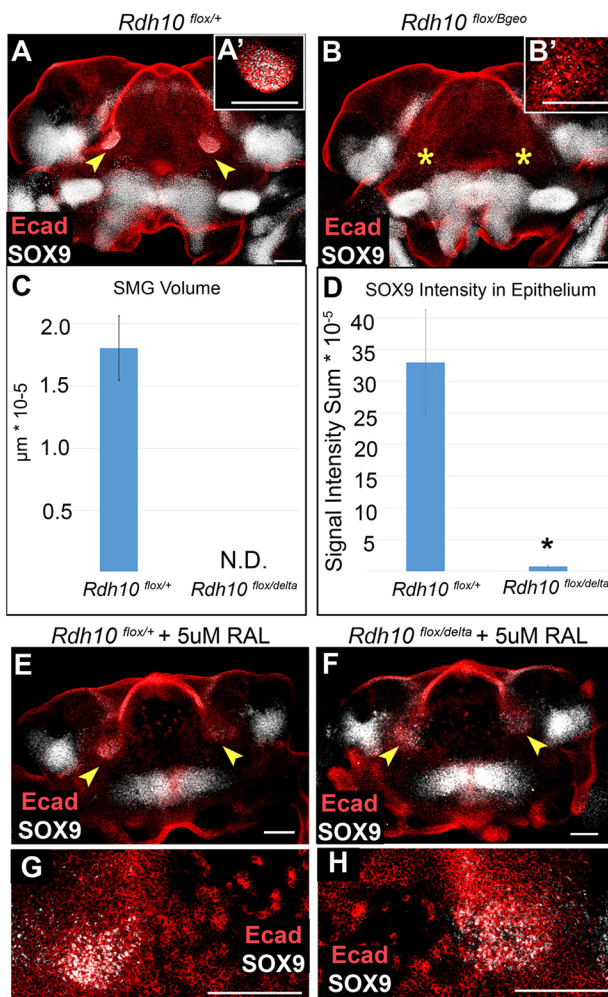 Rdh10 flox/+
Rdh10 flox/Bgeo
A
A'
B
B'
Ecad
SOX9
Ecad
SOX9
C
SMG Volume
µm * 10-5
2.0
1.5
1.0
0.5
N.D.
Rdh10 flox/+
Rdh10 flox/delta
D
SOX9 Intensity in Epithelium
Signal Intensity Sum * 10-5
40
35
30
25
20
15
10
5
*
Rdh10 flox/+
Rdh10 flox/delta
Rdh10 flox/+ + 5uM RAL
Rdh10 flox/delta + 5uM RAL
E
Ecad
SOX9
F
Ecad
SOX9
G
Ecad
SOX9
H
Ecad
SOX9